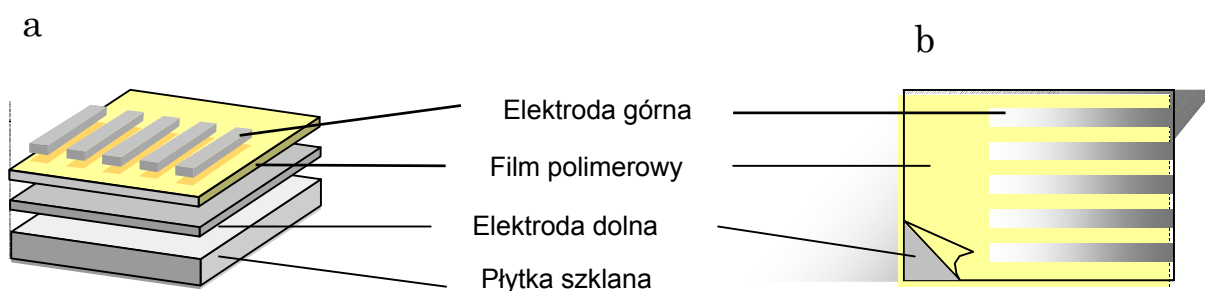 a
b
Elektroda górna
Film polimerowy
Elektroda dolna
Płytka szklana